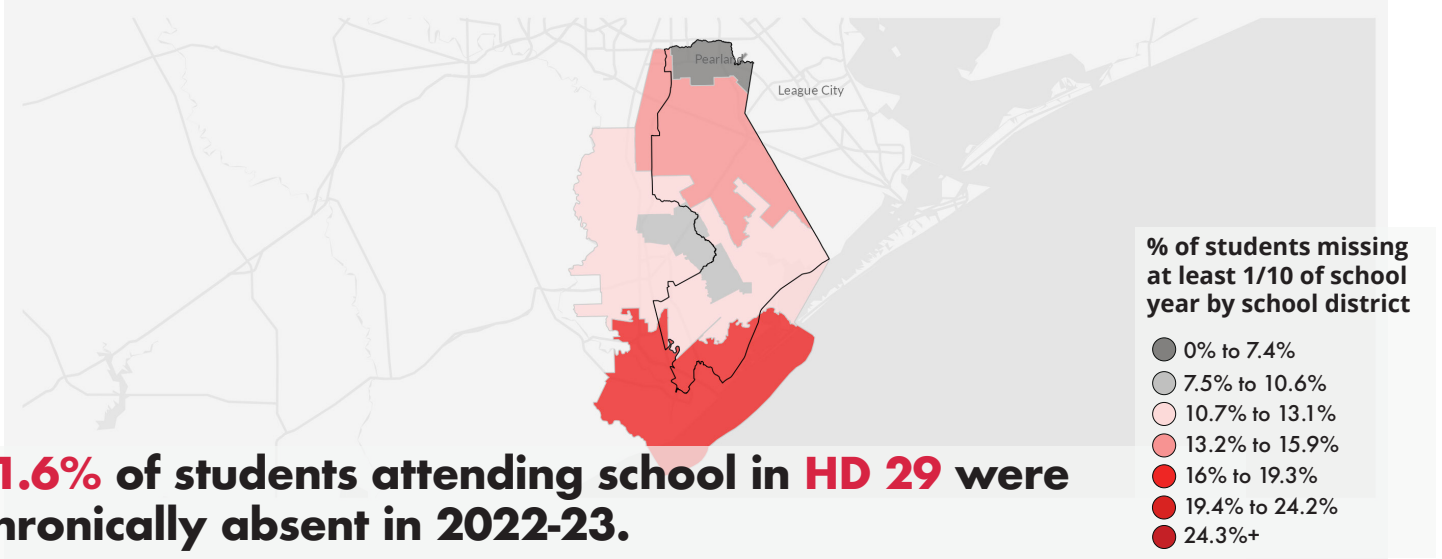 Pearland
League City
% of students missing
at least 1/10 of school
year by school district
0% to 7.4%
7.5% to 10.6%
10.7% to 13.1%
13.2% to 15.9%
16% to 19.3%
19.4% to 24.2%
24.3%+
1.6% of students attending school in HD 29 were
hronically absent in 2022-23.